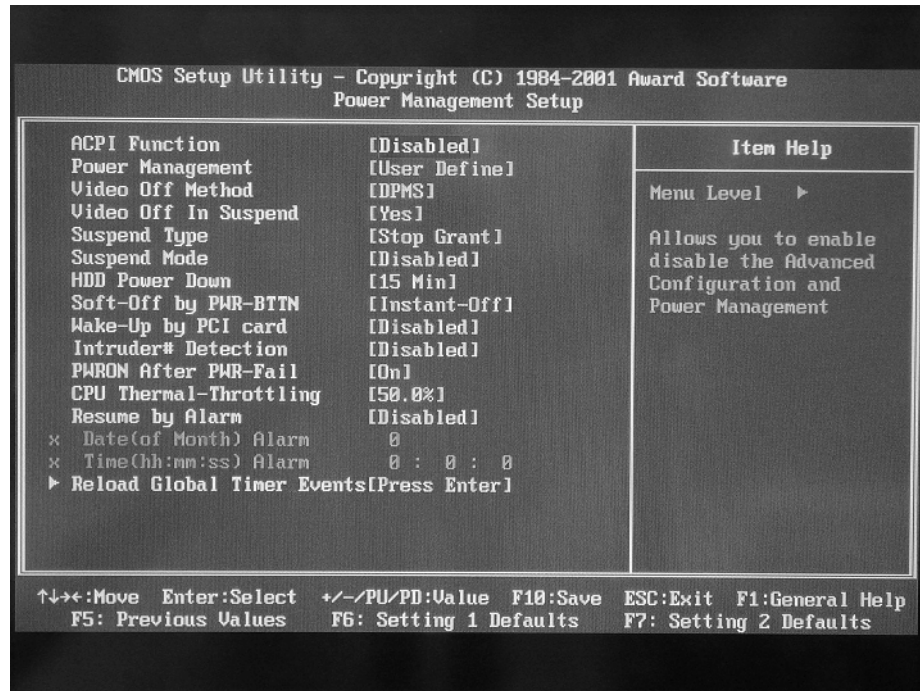 CMOS Setup Utility – Copyright (C) 1984–2001 Award Software
Power Management Setup
ACPI Function [Disabled]
Power Management [User Define]
Video Off Method [DPMS]
Video Off In Suspend [Yes]
Suspend Type [Stop Grant]
Suspend Mode [Disabled]
HDD Power Down [15 Min]
Soft-Off by PWR-BTTN [Instant-Off]
Wake-Up by PCI card [Disabled]
Intruder# Detection [Disabled]
PWRON After PWR-Fail [On]
CPU Thermal-Throttling [50.0%]
Resume by Alarm [Disabled]
x Date(of Month) Alarm 0
x Time(hh:mm:ss) Alarm 0 : 0 : 0
▶ Reload Global Timer Events[Press Enter]
Item Help
Menu Level ▶
Allows you to enable
disable the Advanced
Configuration and
Power Management
↑↓→←:Move Enter:Select +/-/PU/PD:Value F10:Save ESC:Exit F1:General Help
F5: Previous Values F6: Setting 1 Defaults F7: Setting 2 Defaults